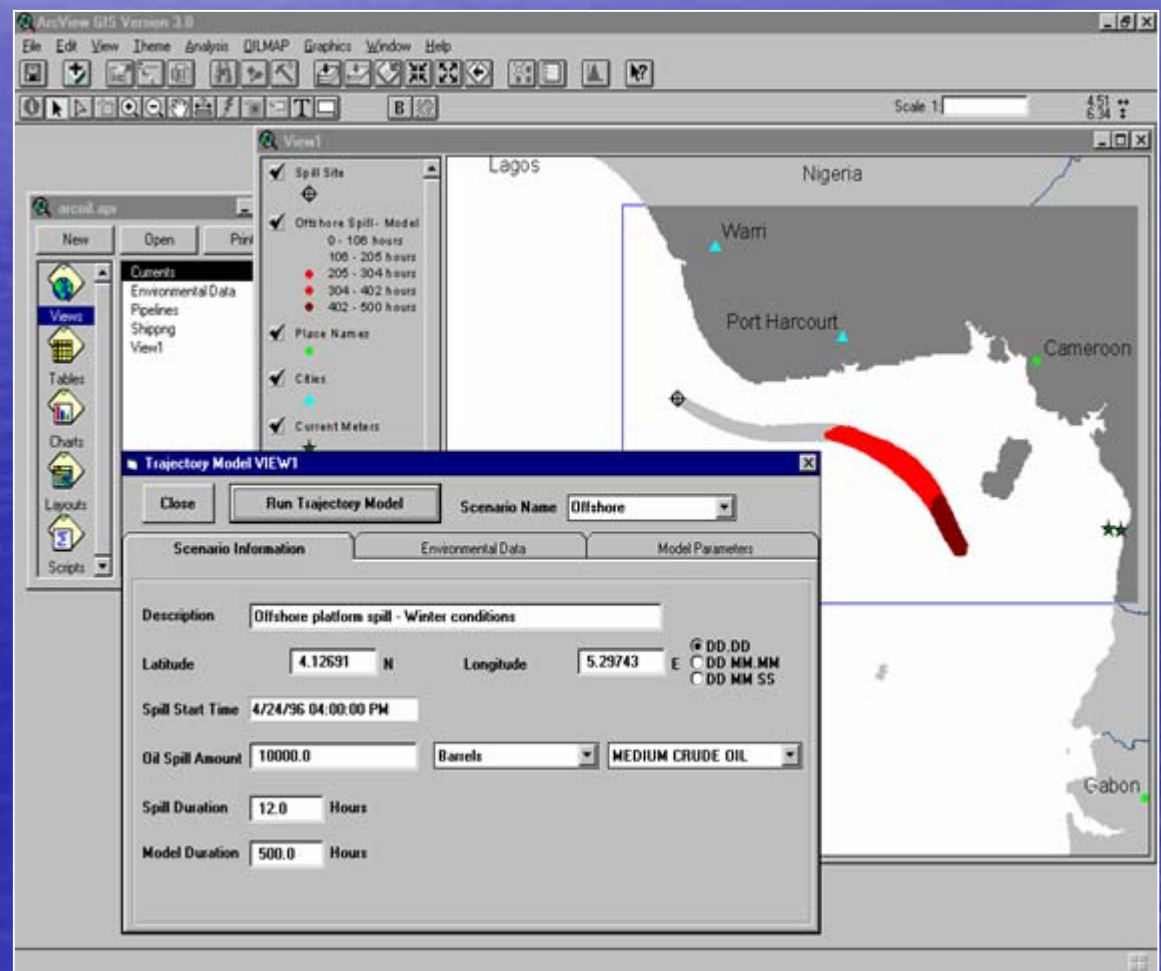 ArcView GIS Version 3.0
File Edit View Theme Analysis OILMAP Graphics Window Help
Scale 1:
4.51
6.34
View1
Spill Site
Offshore Spill- Model
0 - 106 hours
106 - 205 hours
205 - 304 hours
304 - 402 hours
402 - 500 hours
Place Names
Cities
Current Meters
Lagos
Nigeria
Warri
Port Harcourt
Cameroon
Gabon
arcoil.apr
New Open Print
Views
Tables
Charts
Layouts
Scripts
Currents
Environmental Data
Pipelines
Shippng
View1
Trajectory Model VIEW1
Close Run Trajectory Model Scenario Name Offshore
Scenario Information Environmental Data Model Parameters
Description Offshore platform spill - Winter conditions
Latitude 4.12691 N Longitude 5.29743 E
DD.DD
DD MM.MM
DD MM SS
Spill Start Time 4/24/96 04:00:00 PM
Oil Spill Amount 10000.0 Barrels MEDIUM CRUDE OIL
Spill Duration 12.0 Hours
Model Duration 500.0 Hours